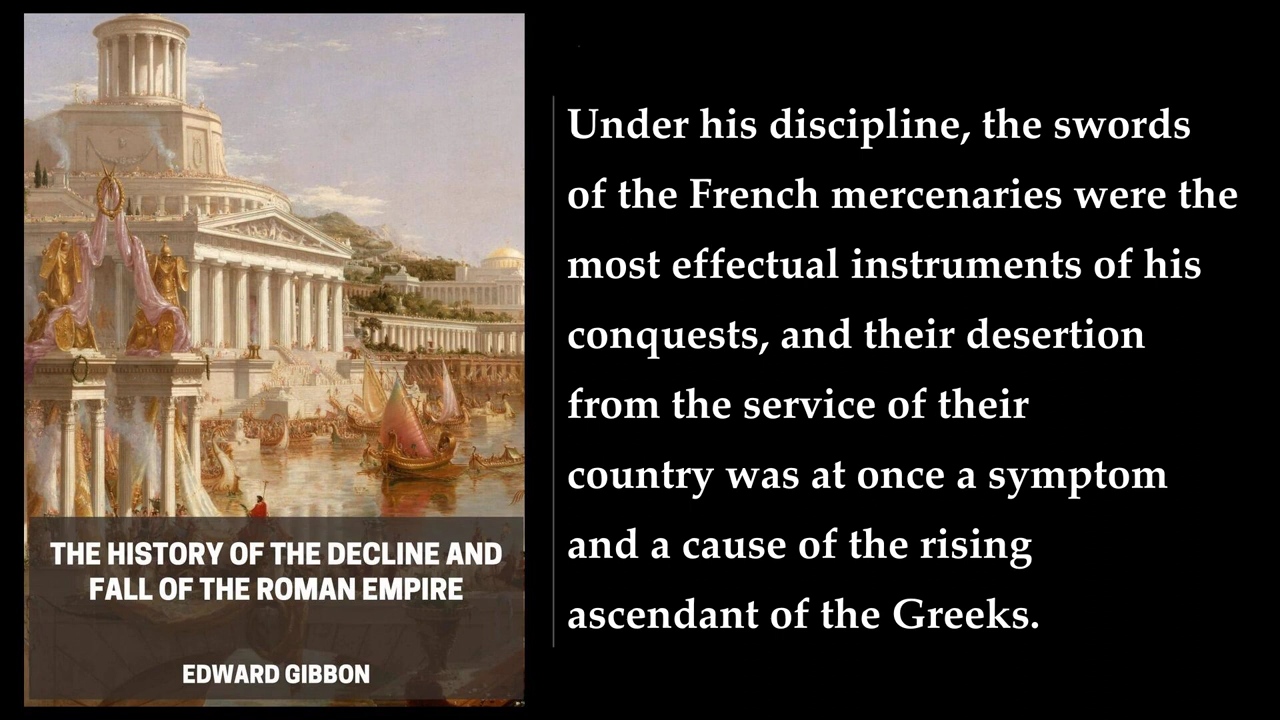 THE HISTORY OF THE DECLINE AND
FALL OF THE ROMAN EMPIRE
EDWARD GIBBON
Under his discipline, the swords
of the French mercenaries were the
most effectual instruments of his
conquests, and their desertion
from the service of their
country was at once a symptom
and a cause of the rising
ascendant of the Greeks.